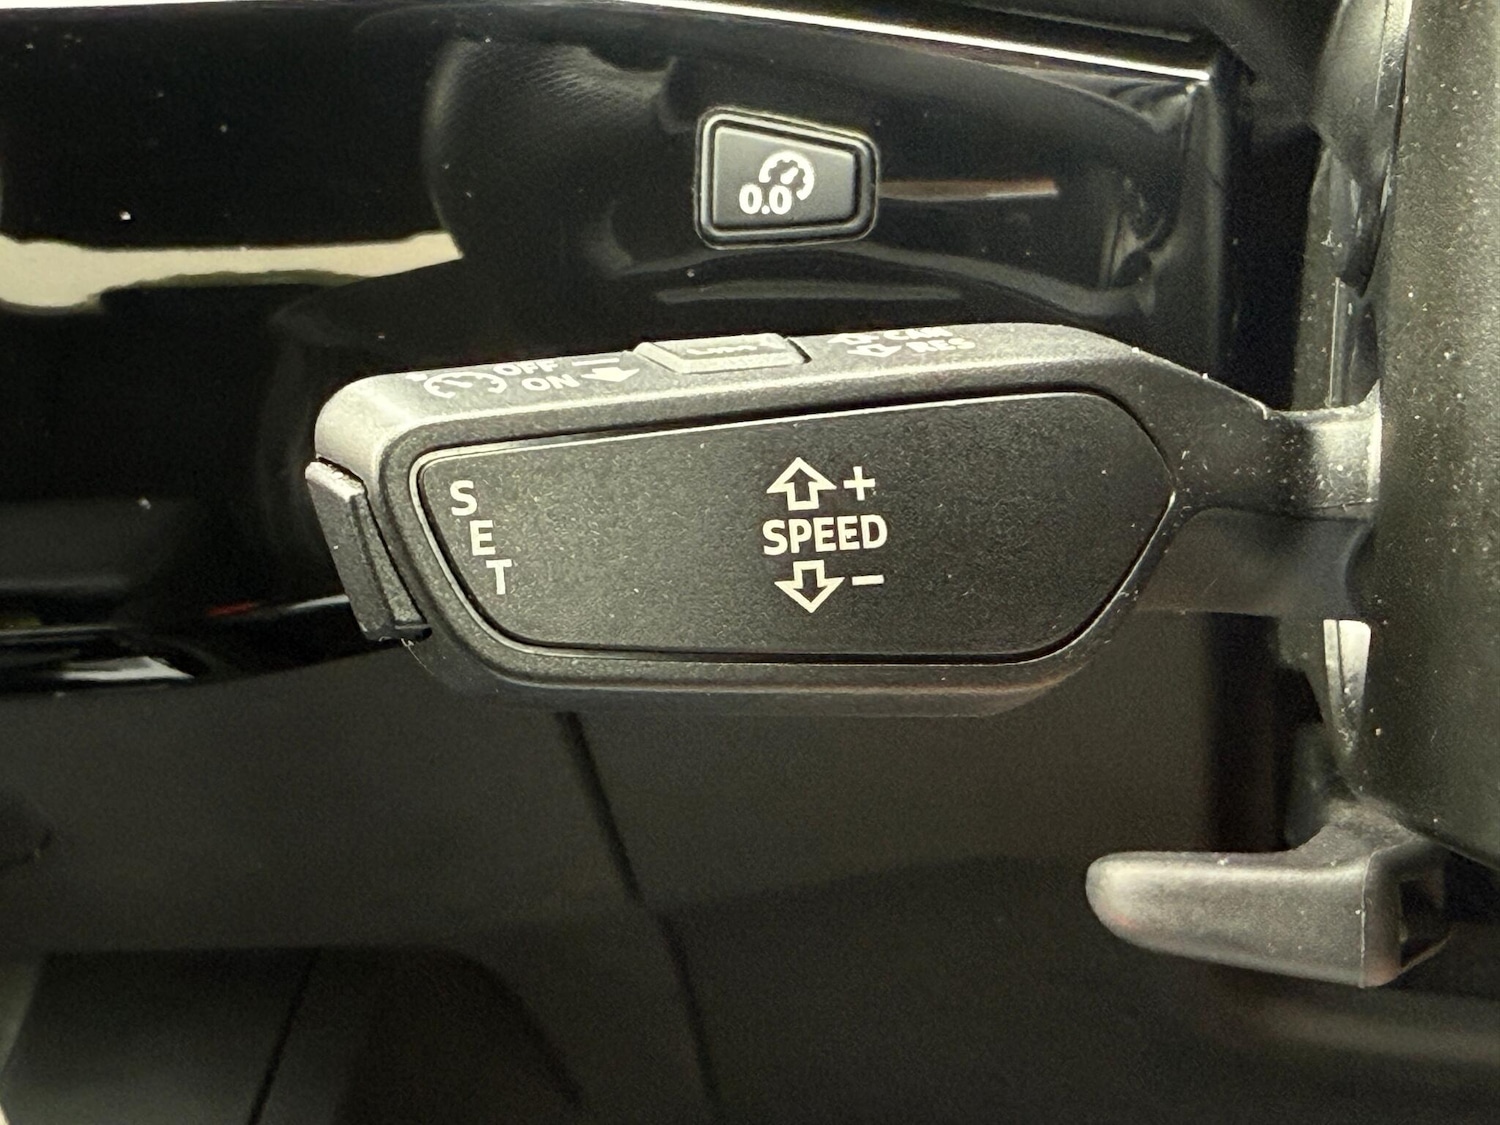 0.0
OFF
ON
RES
SET
+
SPEED
-